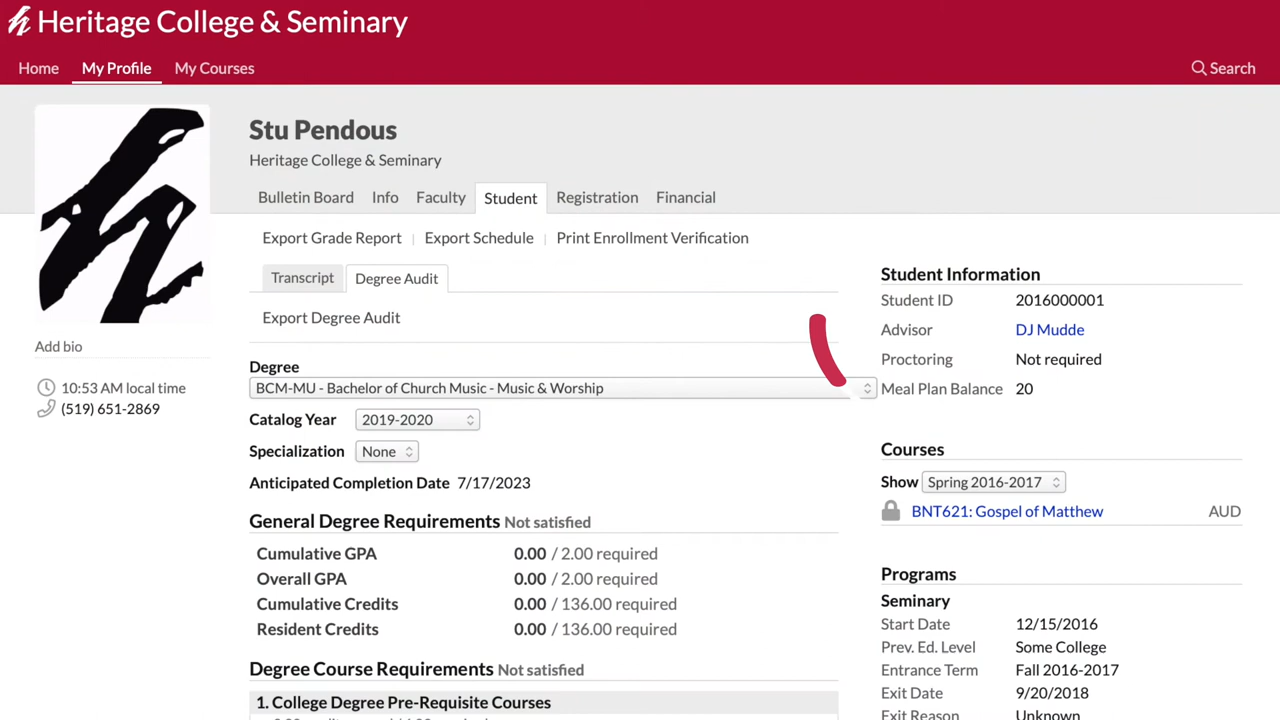 Heritage College & Seminary
Home My Profile My Courses Search
Stu Pendous
Heritage College & Seminary
Bulletin Board Info Faculty Student Registration Financial
Export Grade Report Export Schedule Print Enrollment Verification
Transcript Degree Audit
Export Degree Audit
Add bio
10:53 AM local time
(519) 651-2869
Degree
BCM-MU - Bachelor of Church Music - Music & Worship
Catalog Year 2019-2020
Specialization None
Anticipated Completion Date 7/17/2023
General Degree Requirements Not satisfied
Cumulative GPA 0.00 / 2.00 required
Overall GPA 0.00 / 2.00 required
Cumulative Credits 0.00 / 136.00 required
Resident Credits 0.00 / 136.00 required
Degree Course Requirements Not satisfied
1. College Degree Pre-Requisite Courses
Student Information
Student ID 2016000001
Advisor DJ Mudde
Proctoring Not required
Meal Plan Balance 20
Courses
Show Spring 2016-2017
BNT621: Gospel of Matthew AUD
Programs
Seminary
Start Date 12/15/2016
Prev. Ed. Level Some College
Entrance Term Fall 2016-2017
Exit Date 9/20/2018
Exit Reason Unknown